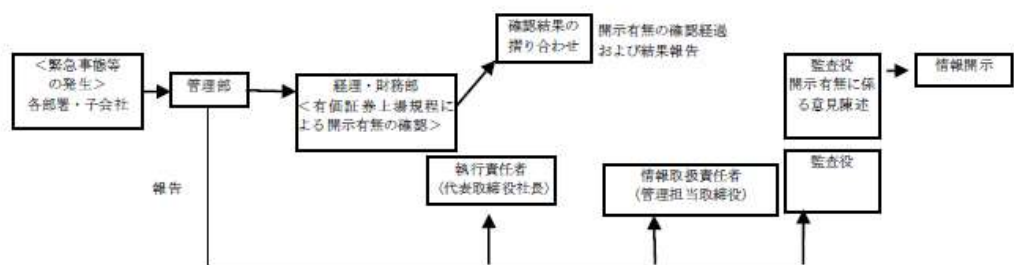 ＜緊急事態等
の発生＞
各部署・子会社
管理部
経理・財務部
＜有価証券上場規程に
よる開示有無の確認＞
確認結果の
摺り合わせ
開示有無の確認経過
および結果報告
監査役
開示有無に係
る意見陳述
情報開示
報告
執行責任者
（代表取締役社長）
情報取扱責任者
（管理担当取締役）
監査役